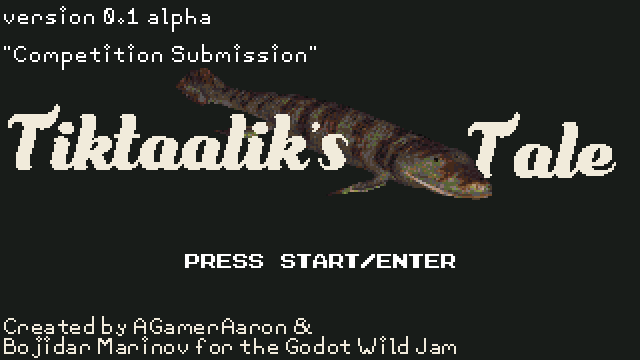 version 0.1 alpha
"Competition Submission"
Tiktaalik's Tale
PRESS START/ENTER
Created by AGamerAaron &
Bojidar Marinov for the Godot Wild Jam